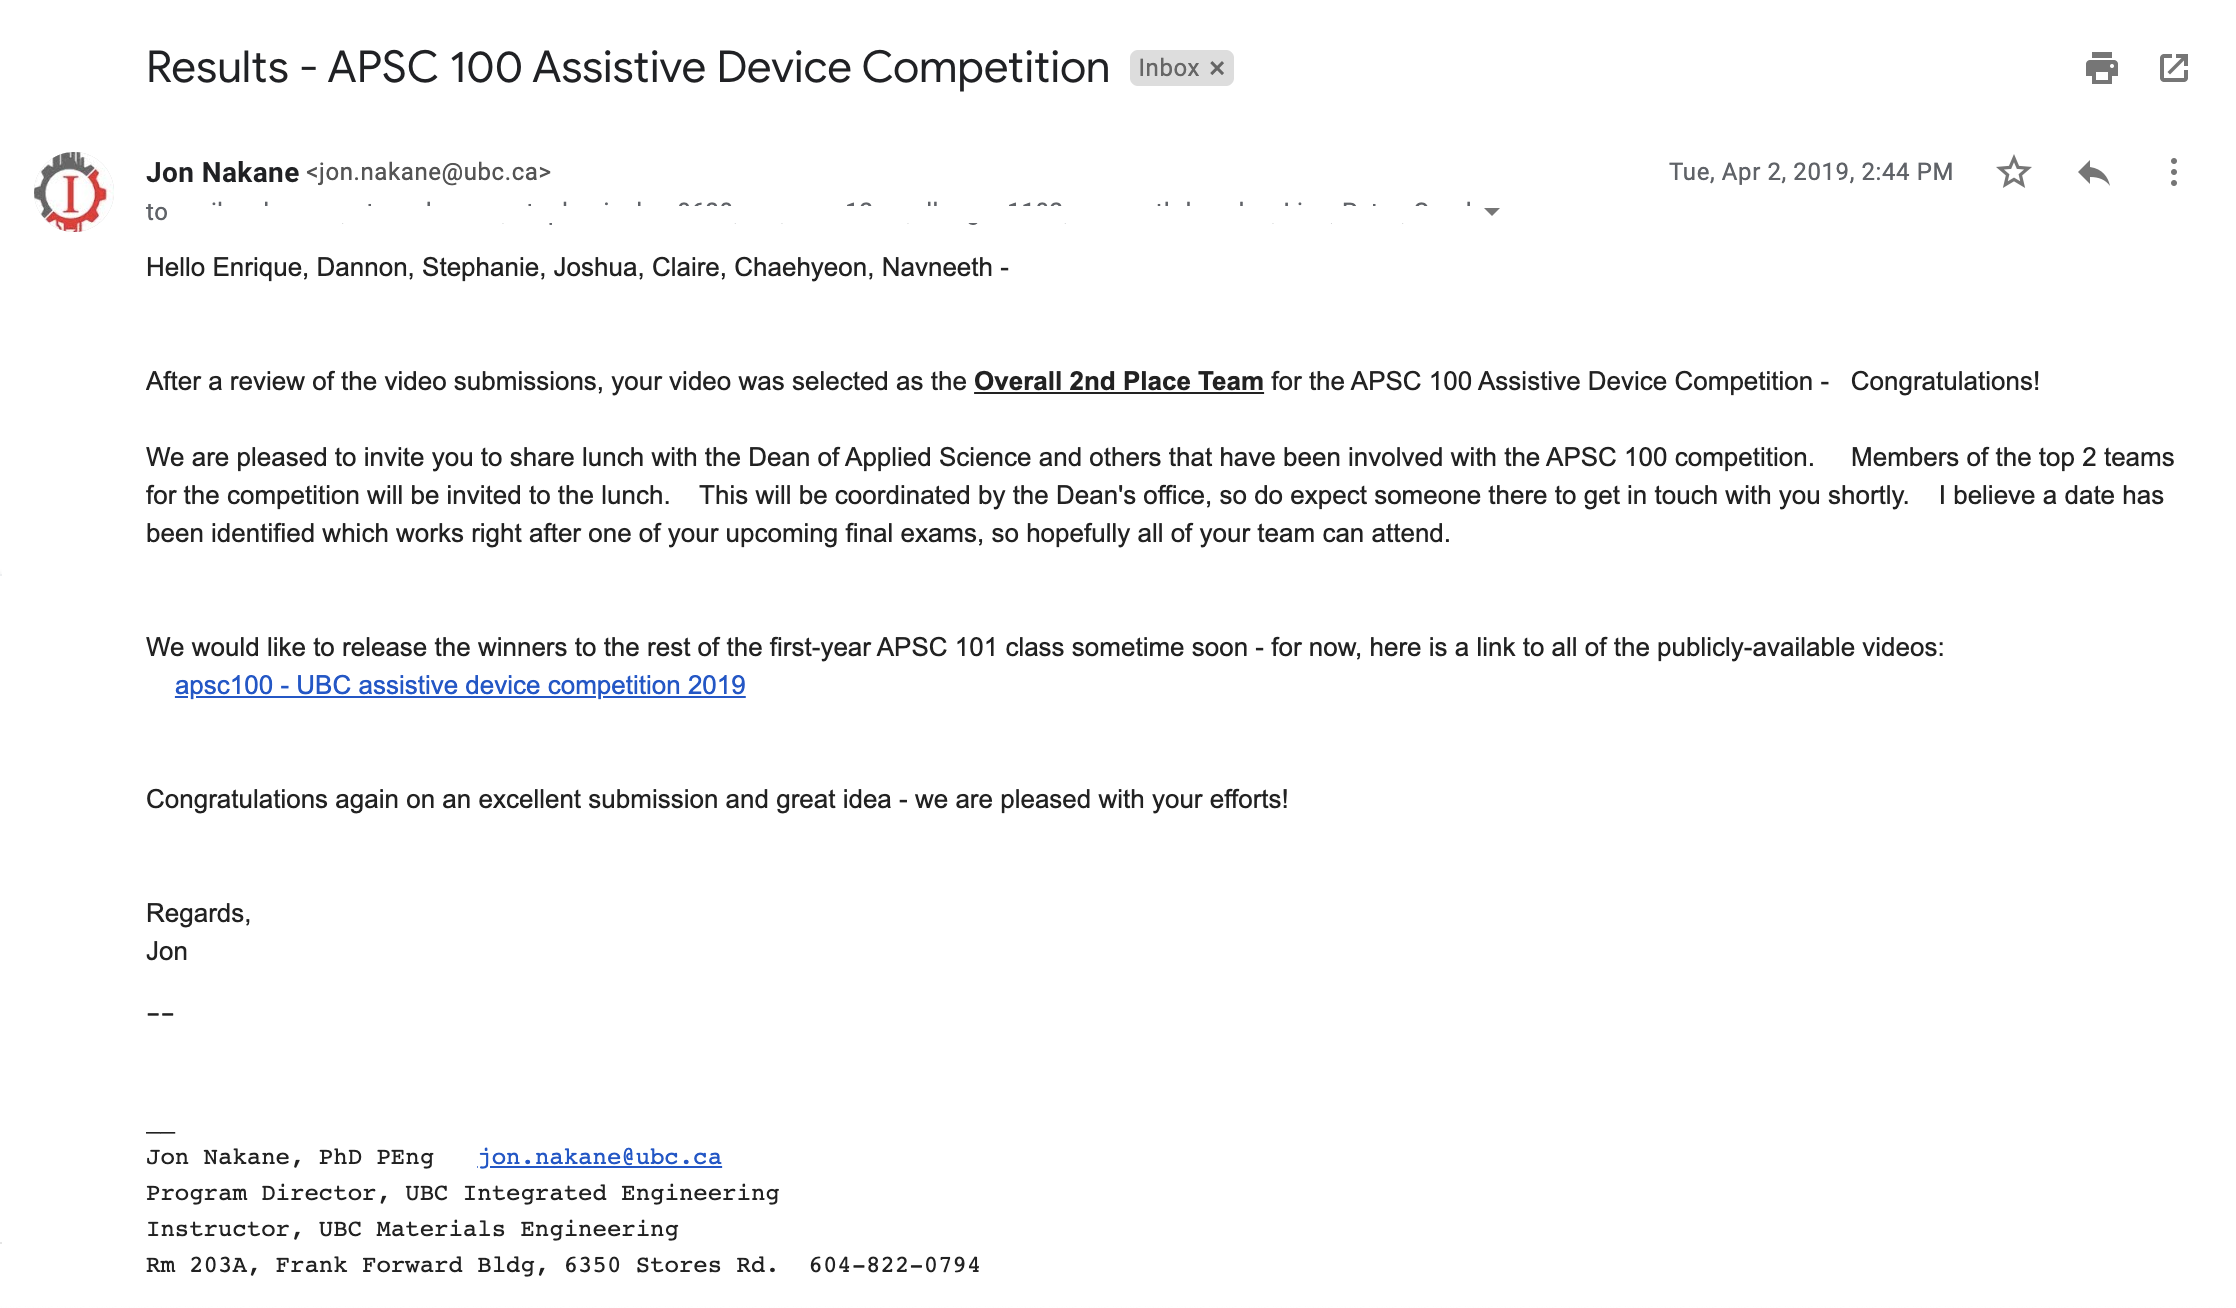 Results - APSC 100 Assistive Device Competition Inbox ×
I
Jon Nakane <jon.nakane@ubc.ca> Tue, Apr 2, 2019, 2:44 PM
to
Hello Enrique, Dannon, Stephanie, Joshua, Claire, Chaehyeon, Navneeth -
After a review of the video submissions, your video was selected as the Overall 2nd Place Team for the APSC 100 Assistive Device Competition - Congratulations!
We are pleased to invite you to share lunch with the Dean of Applied Science and others that have been involved with the APSC 100 competition. Members of the top 2 teams
for the competition will be invited to the lunch. This will be coordinated by the Dean's office, so do expect someone there to get in touch with you shortly. I believe a date has
been identified which works right after one of your upcoming final exams, so hopefully all of your team can attend.
We would like to release the winners to the rest of the first-year APSC 101 class sometime soon - for now, here is a link to all of the publicly-available videos:
apsc100 - UBC assistive device competition 2019
Congratulations again on an excellent submission and great idea - we are pleased with your efforts!
Regards,
Jon
--
__
Jon Nakane, PhD PEng jon.nakane@ubc.ca
Program Director, UBC Integrated Engineering
Instructor, UBC Materials Engineering
Rm 203A, Frank Forward Bldg, 6350 Stores Rd. 604-822-0794